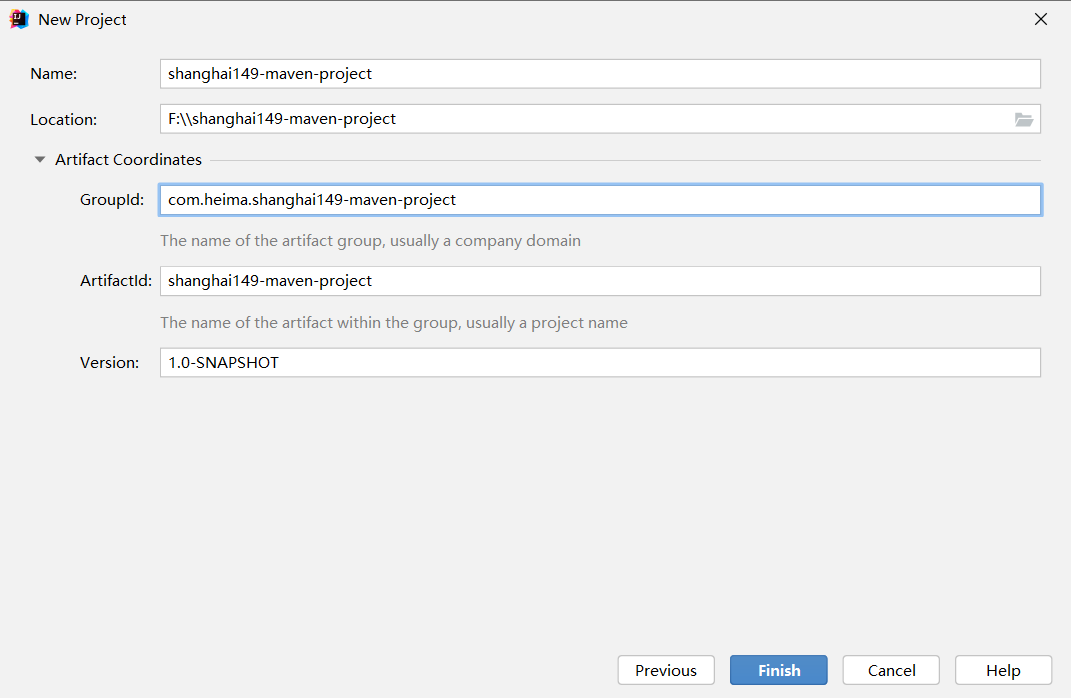 New Project
Name: shanghai149-maven-project
Location: F:\\shanghai149-maven-project
Artifact Coordinates
GroupId: com.heima.shanghai149-maven-project
The name of the artifact group, usually a company domain
ArtifactId: shanghai149-maven-project
The name of the artifact within the group, usually a project name
Version: 1.0-SNAPSHOT
Previous Finish Cancel Help